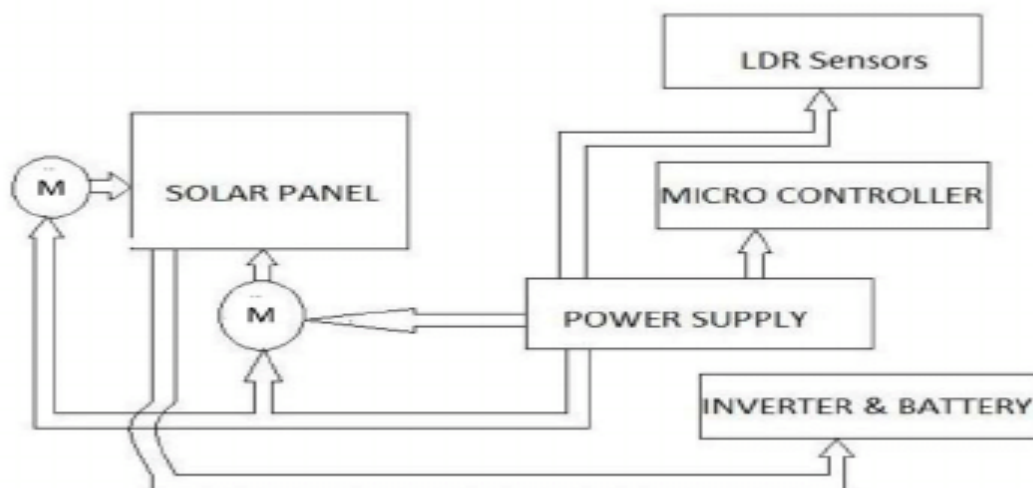 LDR Sensors
M
SOLAR PANEL
MICRO CONTROLLER
M
POWER SUPPLY
INVERTER & BATTERY